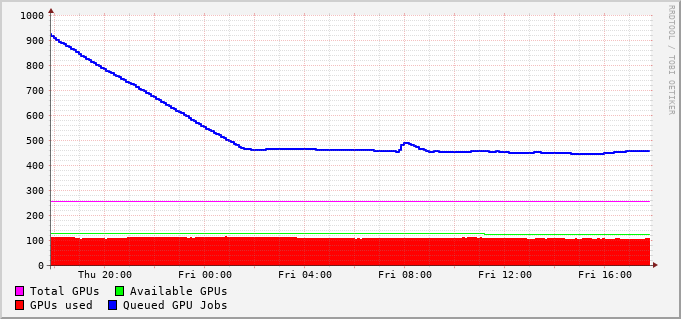 1000
900
800
700
600
500
400
300
200
100
0
Thu 20:00 Fri 00:00 Fri 04:00 Fri 08:00 Fri 12:00 Fri 16:00
Total GPUs Available GPUs
GPUs used Queued GPU Jobs
RRDTOOL / TOBI OETIKER